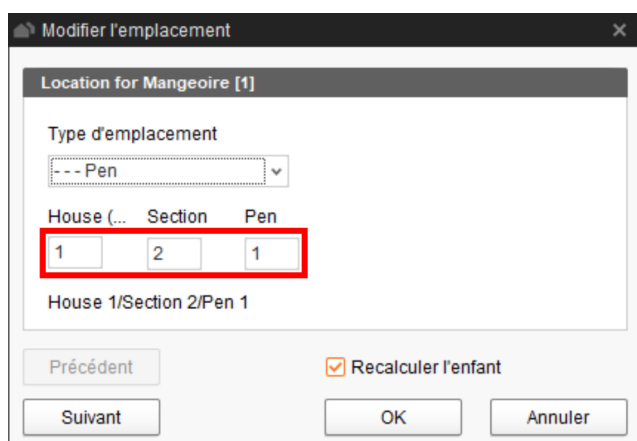 Modifier l'emplacement
Location for Mangeoire [1]
Type d'emplacement
--- Pen
House (... Section Pen
1 2 1
House 1/Section 2/Pen 1
Précédent Recalculer l'enfant
Suivant OK Annuler